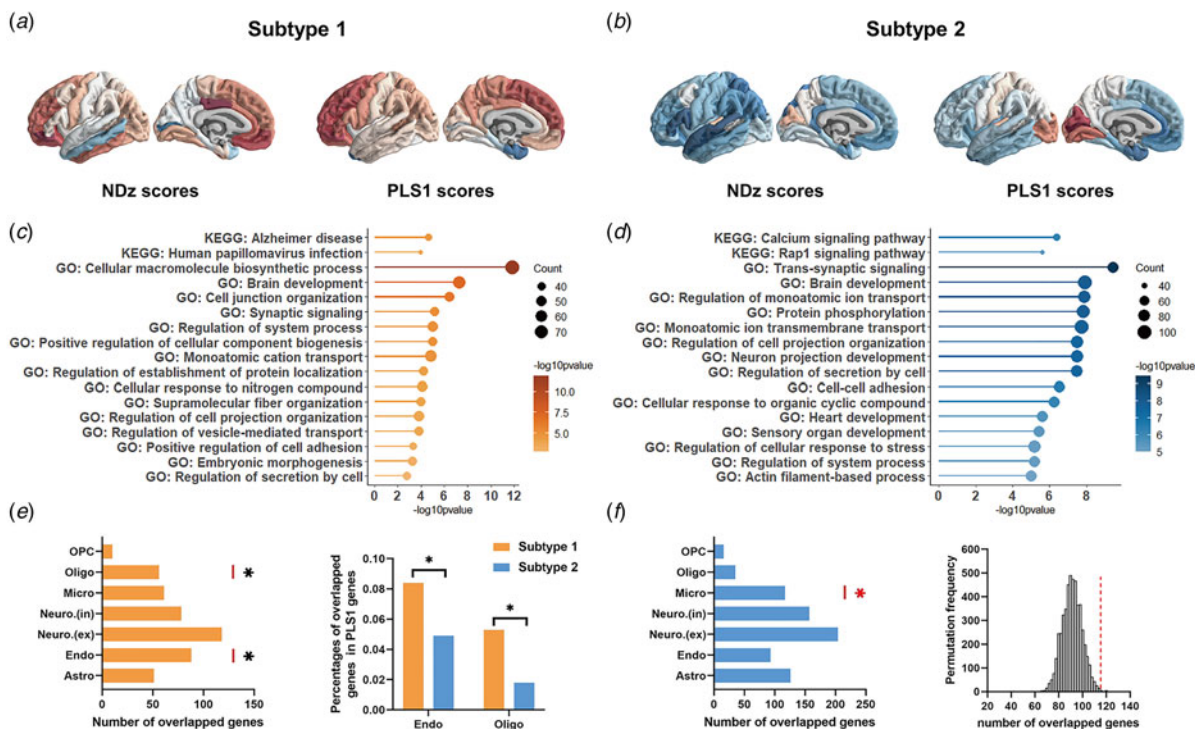 (a)
Subtype 1
(b)
Subtype 2
NDz scores
PLS1 scores
NDz scores
PLS1 scores
(c)
KEGG: Alzheimer disease
KEGG: Human papillomavirus infection
GO: Cellular macromolecule biosynthetic process
GO: Brain development
GO: Cell junction organization
GO: Synaptic signaling
GO: Regulation of system process
GO: Positive regulation of cellular component biogenesis
GO: Monoatomic cation transport
GO: Regulation of establishment of protein localization
GO: Cellular response to nitrogen compound
GO: Supramolecular fiber organization
GO: Regulation of cell projection organization
GO: Regulation of vesicle-mediated transport
GO: Positive regulation of cell adhesion
GO: Embryonic morphogenesis
GO: Regulation of secretion by cell
0 2 4 6 8 10 12
-log10pvalue
Count
40
50
60
70
-log10pvalue
10.0
7.5
5.0
(d)
KEGG: Calcium signaling pathway
KEGG: Rap1 signaling pathway
GO: Trans-synaptic signaling
GO: Brain development
GO: Regulation of monoatomic ion transport
GO: Protein phosphorylation
GO: Monoatomic ion transmembrane transport
GO: Regulation of cell projection organization
GO: Neuron projection development
GO: Regulation of secretion by cell
GO: Cell-cell adhesion
GO: Cellular response to organic cyclic compound
GO: Heart development
GO: Sensory organ development
GO: Regulation of cellular response to stress
GO: Regulation of system process
GO: Actin filament-based process
0 2 4 6 8
-log10pvalue
Count
40
60
80
100
-log10pvalue
9
8
7
6
5
(e)
OPC
Oligo
Micro
Neuro.(in)
Neuro.(ex)
Endo
Astro
*
*
0 50 100 150
Number of overlapped genes
Percentages of overlapped
genes in PLS1 genes
0.10
0.08
0.06
0.04
0.02
0.00
*
*
Endo Oligo
Subtype 1
Subtype 2
(f)
OPC
Oligo
Micro
Neuro.(in)
Neuro.(ex)
Endo
Astro
*
0 50 100 150 200 250
Number of overlapped genes
Permutation frequency
600
500
400
300
200
100
0
20 40 60 80 100 120 140
number of overlapped genes